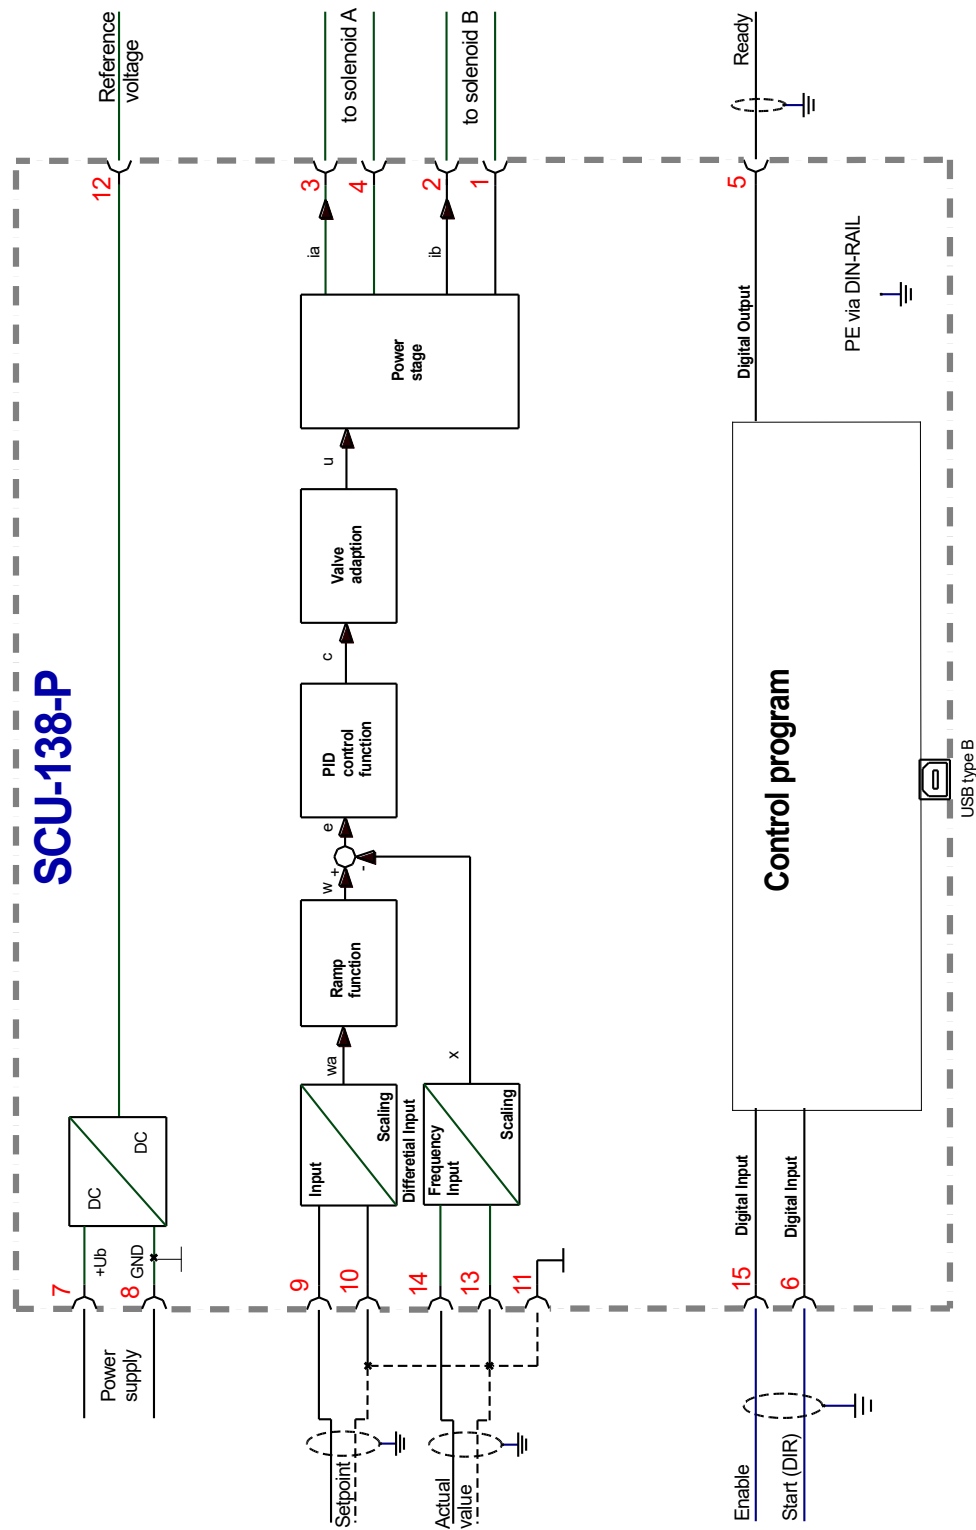 SCU-138-P
Power
supply
7
8
+Ub
GND
DC
DC
12
Reference
voltage
Setpoint
9
10
Input
Scaling
wa
Ramp
function
w
+
-
e
PID
control
function
c
Valve
adaption
u
Power
stage
ia
3
4
to solenoid A
ib
2
1
to solenoid B
Differetial Input
Actual
value
14
13
11
Frequency
Input
Scaling
x
Enable
Start (DIR)
15
6
Digital Input
Digital Input
Control program
USB type B
Digital Output
5
Ready
PE via DIN-RAIL